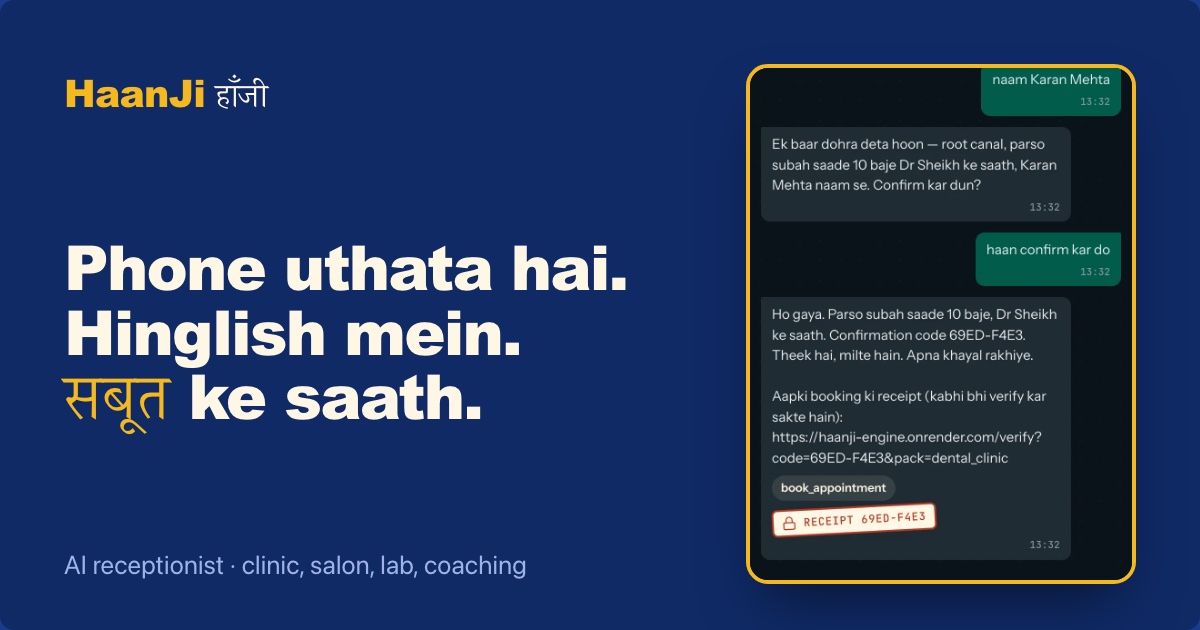 HaanJi हाँजी
Phone uthata hai.
Hinglish mein.
सबूत ke saath.
AI receptionist · clinic, salon, lab, coaching
naam Karan Mehta
13:32
Ek baar dohra deta hoon — root canal, parso
subah saade 10 baje Dr Sheikh ke saath, Karan
Mehta naam se. Confirm kar dun?
13:32
haan confirm kar do
13:32
Ho gaya. Parso subah saade 10 baje, Dr Sheikh
ke saath. Confirmation code 69ED-F4E3.
Theek hai, milte hain. Apna khayal rakhiye.
Aapki booking ki receipt (kabhi bhi verify kar
sakte hain):
https://haanji-engine.onrender.com/verify?
code=69ED-F4E3&pack=dental_clinic
book_appointment
RECEIPT 69ED-F4E3
13:32